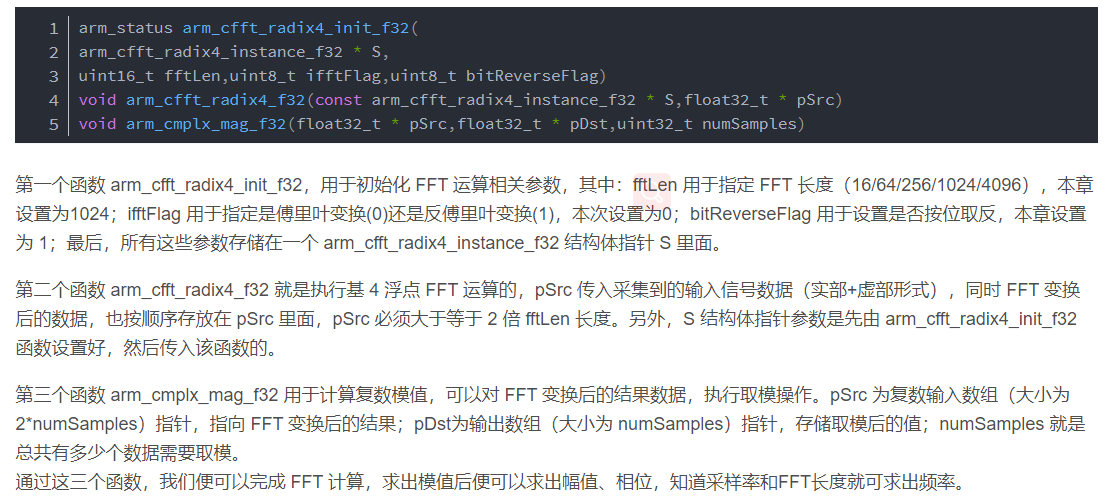 1 arm_status arm_cfft_radix4_init_f32(
2 arm_cfft_radix4_instance_f32 * S,
3 uint16_t fftLen,uint8_t ifftFlag,uint8_t bitReverseFlag)
4 void arm_cfft_radix4_f32(const arm_cfft_radix4_instance_f32 * S,float32_t * pSrc)
5 void arm_cmplx_mag_f32(float32_t * pSrc,float32_t * pDst,uint32_t numSamples)
第一个函数 arm_cfft_radix4_init_f32，用于初始化 FFT 运算相关参数，其中：fftLen 用于指定 FFT 长度（16/64/256/1024/4096），本章
设置为1024；ifftFlag 用于指定是傅里叶变换(0)还是反傅里叶变换(1)，本次设置为0；bitReverseFlag 用于设置是否按位取反，本章设置
为 1；最后，所有这些参数存储在一个 arm_cfft_radix4_instance_f32 结构体指针 S 里面。
第二个函数 arm_cfft_radix4_f32 就是执行基 4 浮点 FFT 运算的，pSrc 传入采集到的输入信号数据（实部+虚部形式），同时 FFT 变换
后的数据，也按顺序存放在 pSrc 里面，pSrc 必须大于等于 2 倍 fftLen 长度。另外，S 结构体指针参数是先由 arm_cfft_radix4_init_f32
函数设置好，然后传入该函数的。
第三个函数 arm_cmplx_mag_f32 用于计算复数模值，可以对 FFT 变换后的结果数据，执行取模操作。pSrc 为复数输入数组（大小为
2*numSamples）指针，指向 FFT 变换后的结果；pDst为输出数组（大小为 numSamples）指针，存储取模后的值；numSamples 就是
总共有多少个数据需要取模。
通过这三个函数，我们便可以完成 FFT 计算，求出模值后便可以求出幅值、相位，知道采样率和FFT长度就可求出频率。